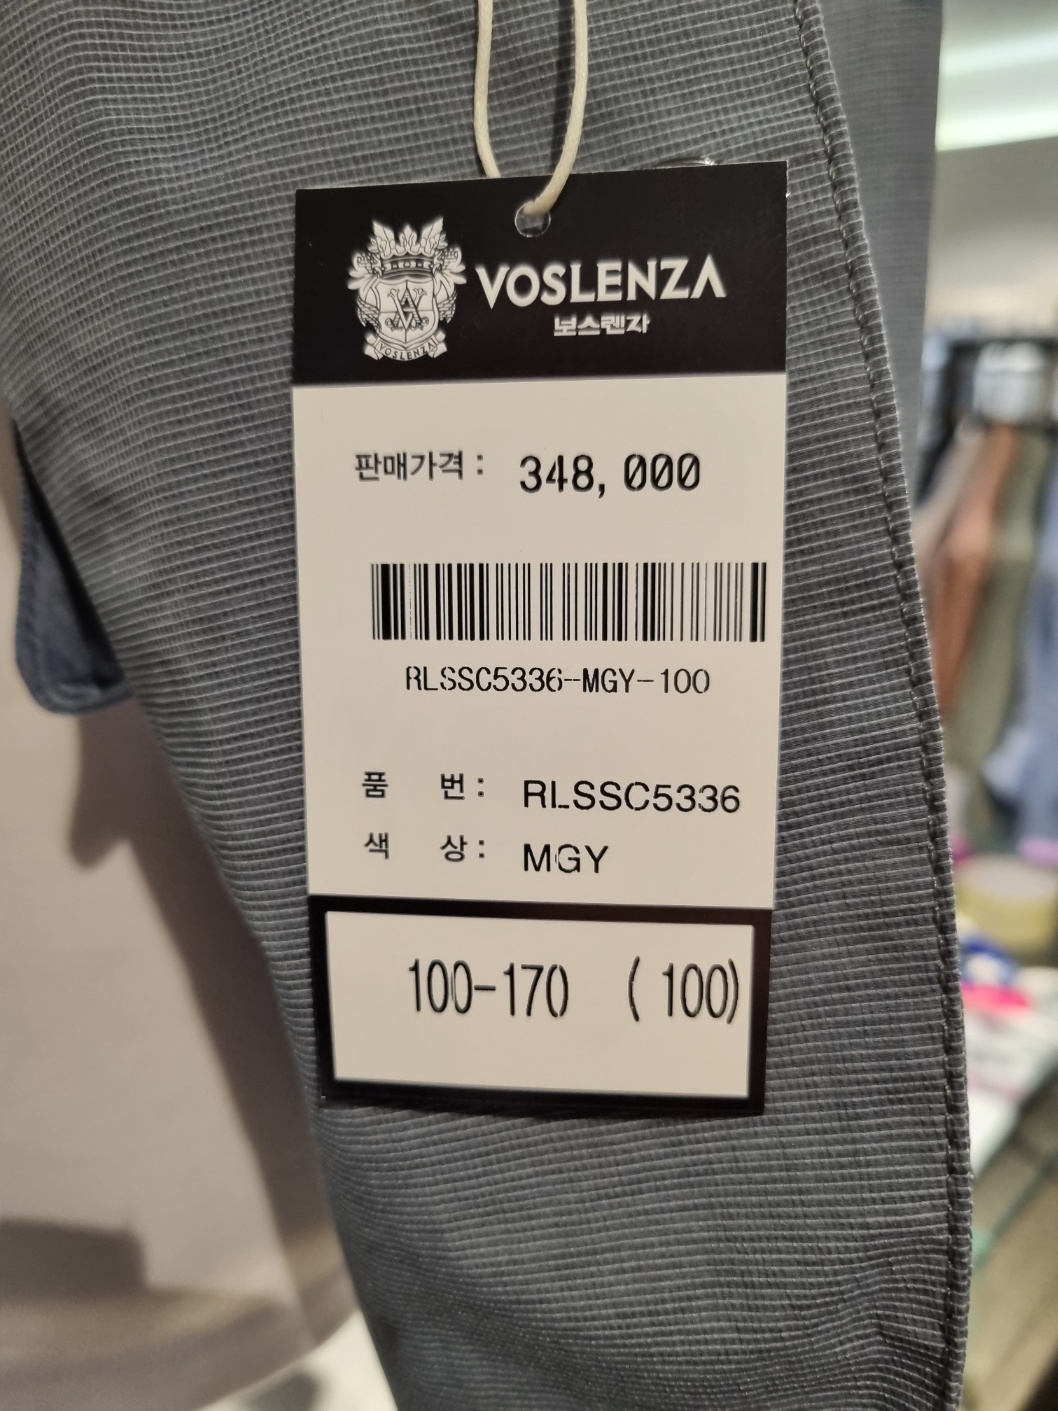 VOSLENZA
보스렌자
VOSLENZA
판매가격 : 348,000
RLSSC5336-MGY-100
품 번 : RLSSC5336
색 상 : MGY
100-170 ( 100)